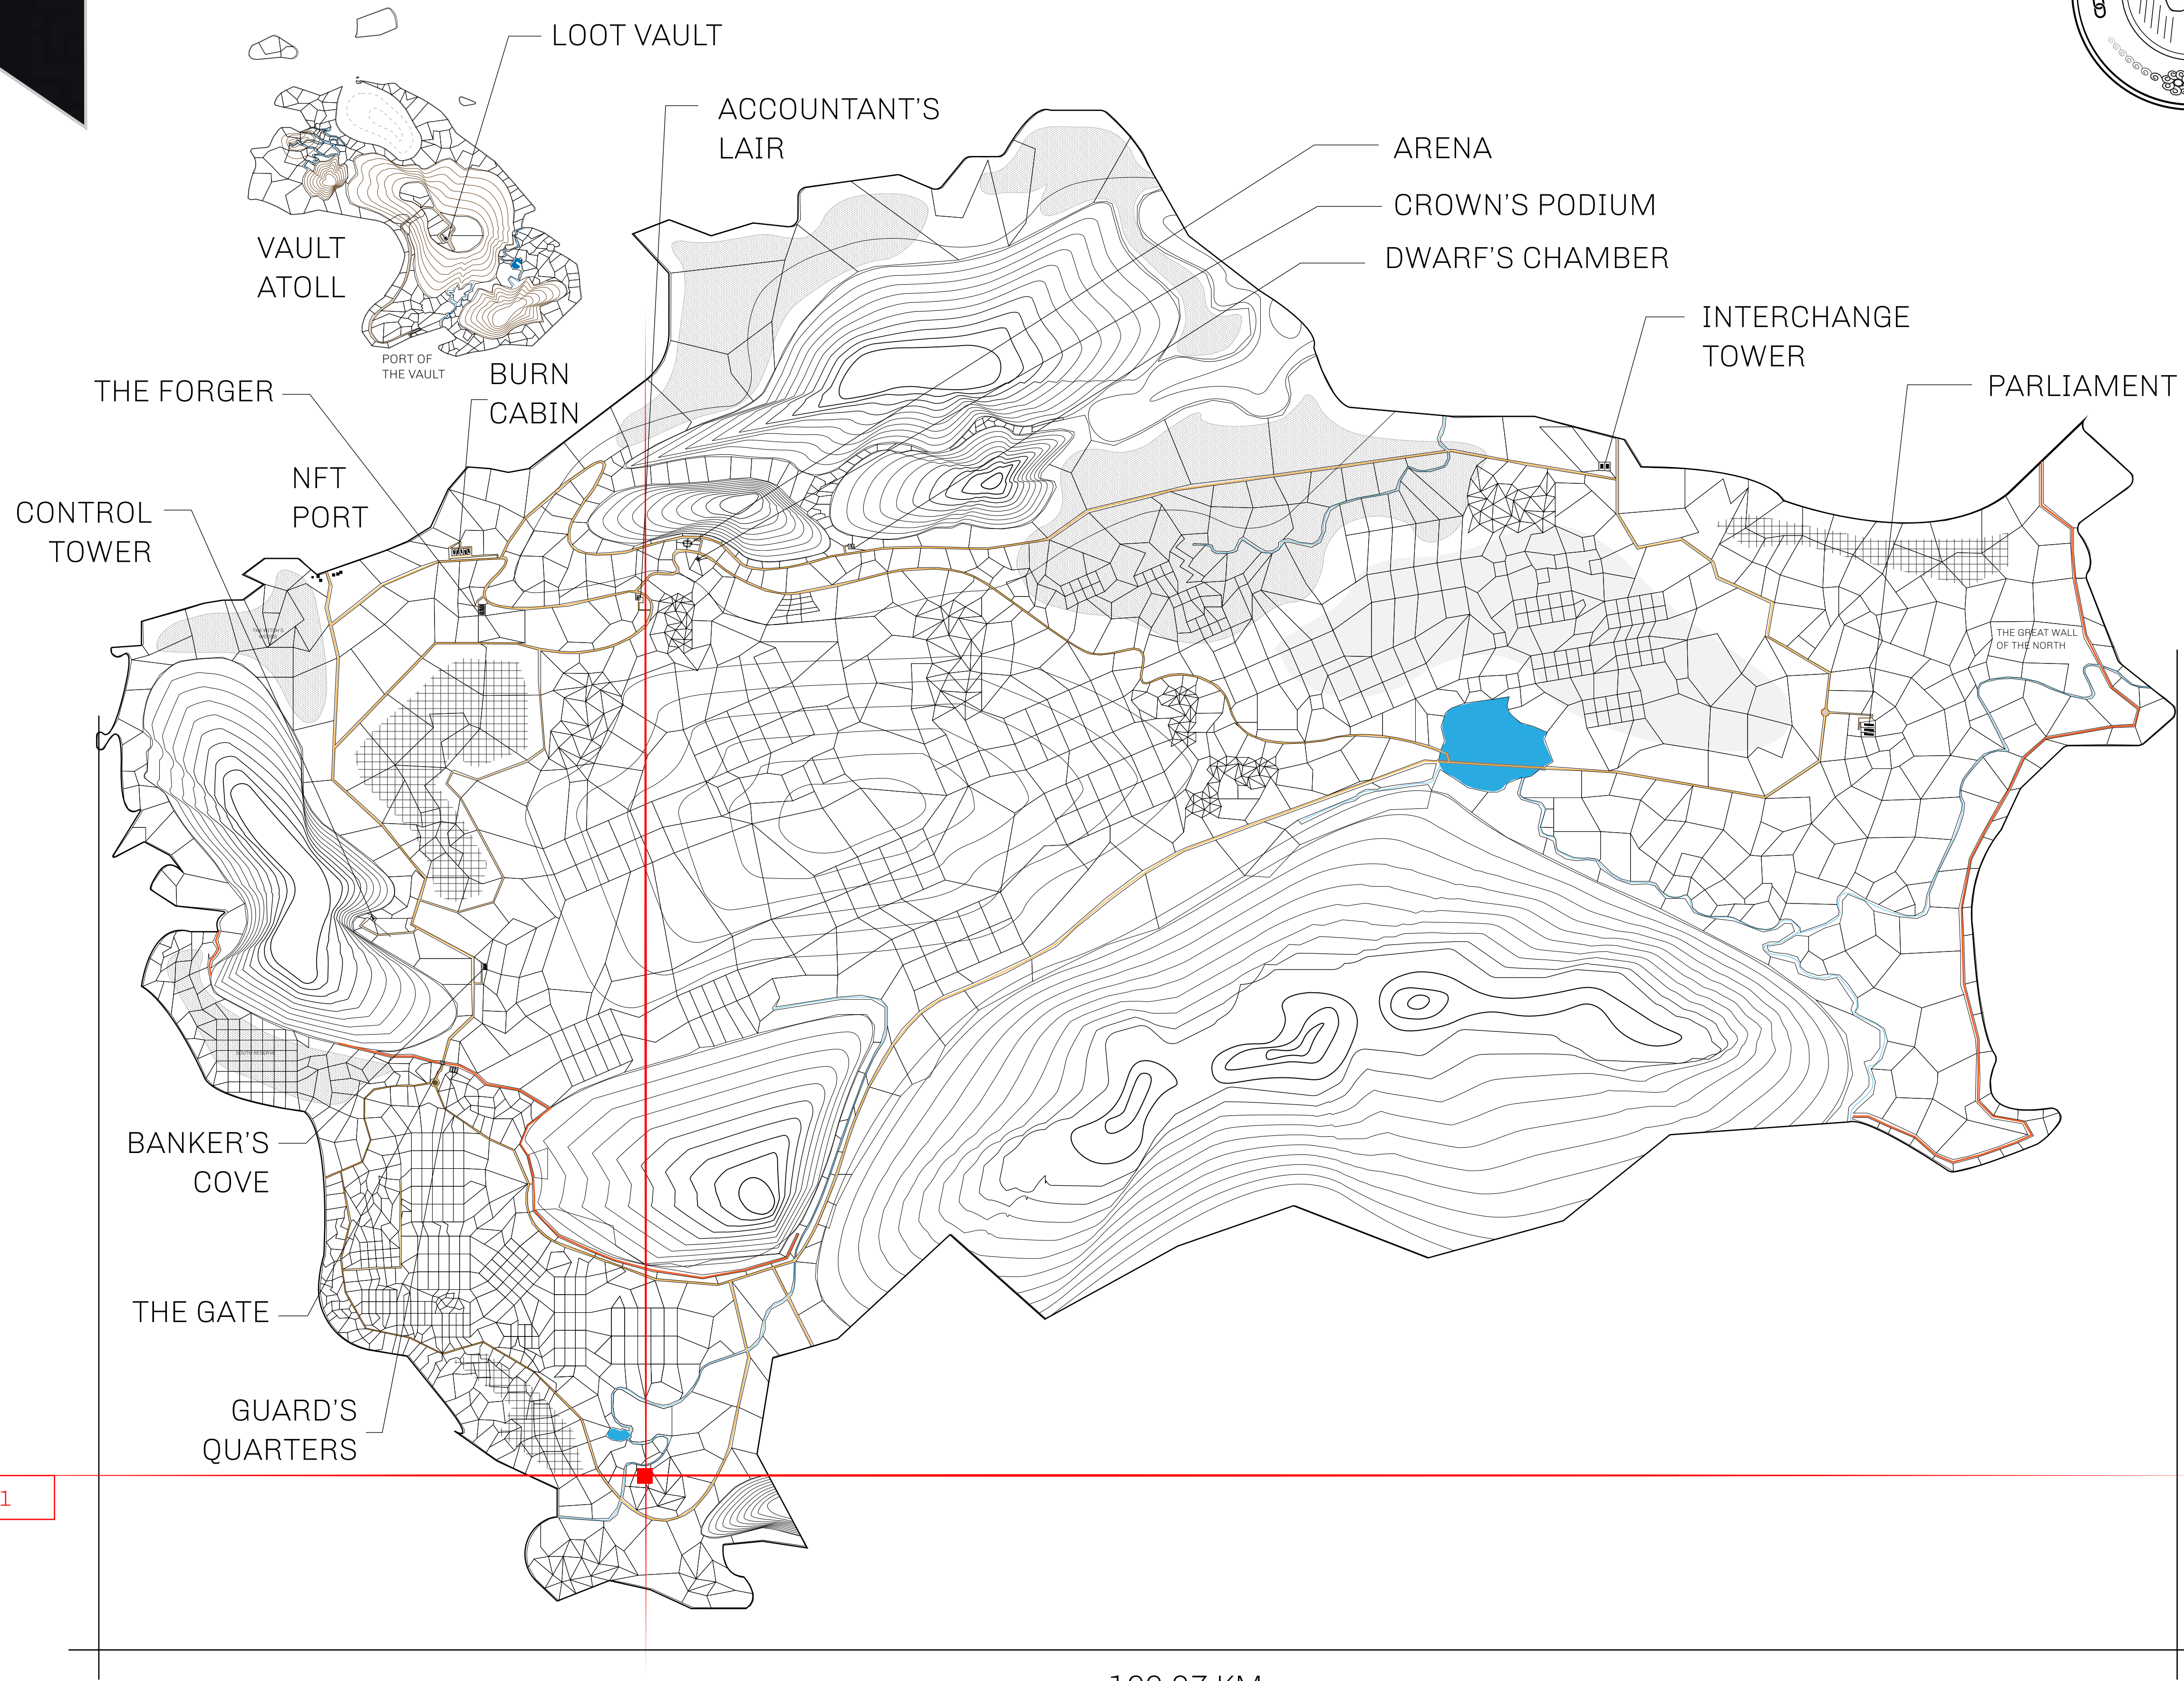 LOOT VAULT
ACCOUNTANT'S
LAIR
ARENA
CROWN'S PODIUM
DWARF'S CHAMBER
VAULT
ATOLL
INTERCHANGE
TOWER
PORT OF
THE VAULT
BURN
CABIN
THE FORGER
PARLIAMENT
NFT
PORT
CONTROL
TOWER
THE GREAT WALL
OF THE NORTH
SOUTH RESERVE
BANKER'S
COVE
THE GATE
GUARD'S
QUARTERS
1